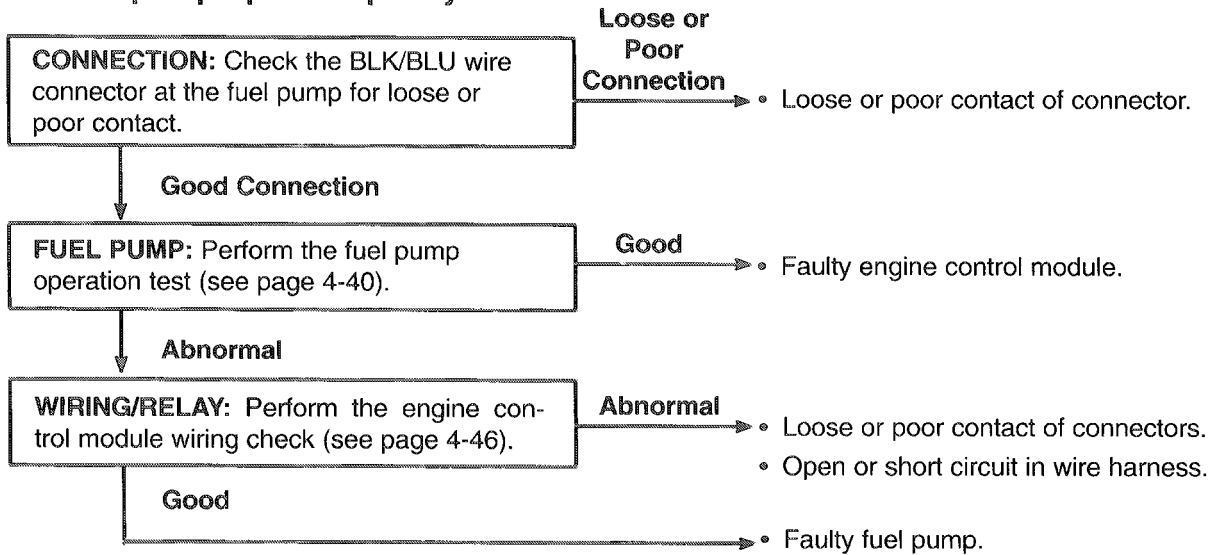 Loose or
Poor
Connection
CONNECTION: Check the BLK/BLU wire
connector at the fuel pump for loose or
poor contact.
• Loose or poor contact of connector.
Good Connection
FUEL PUMP: Perform the fuel pump
operation test (see page 4-40).
Good
• Faulty engine control module.
Abnormal
WIRING/RELAY: Perform the engine con-
trol module wiring check (see page 4-46).
Abnormal
• Loose or poor contact of connectors.
• Open or short circuit in wire harness.
Good
• Faulty fuel pump.